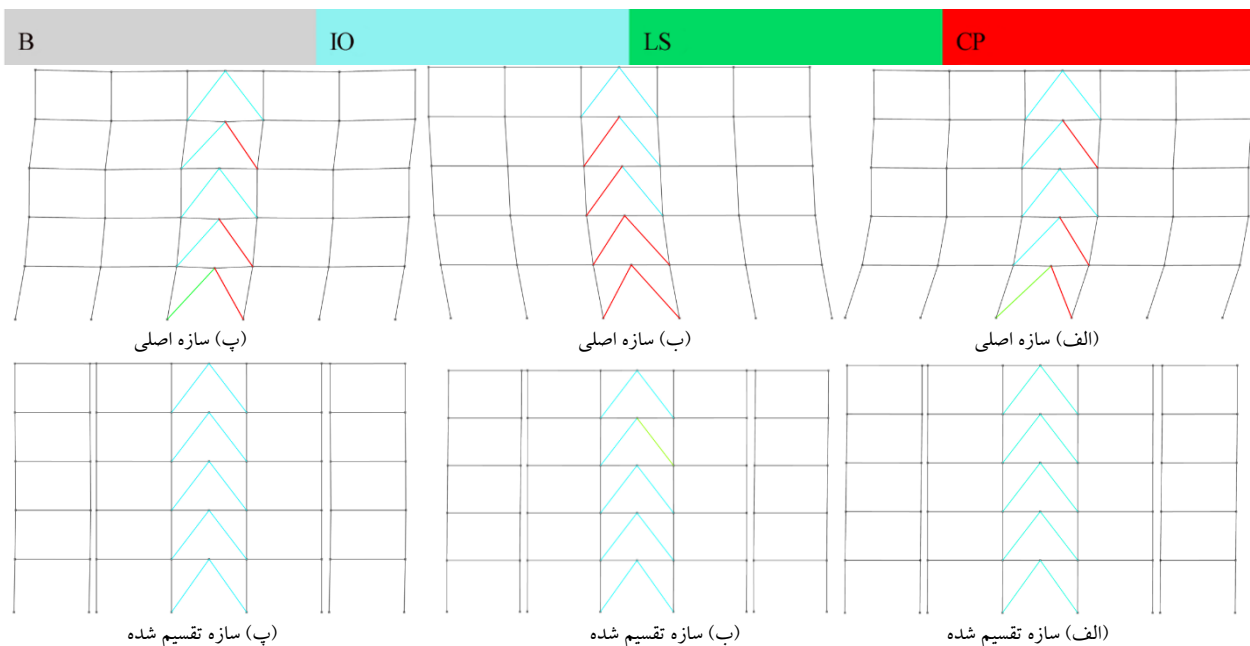 B IO LS CP
(الف) سازه اصلی
(ب) سازه اصلی
(پ) سازه اصلی
(الف) سازه تقسیم شده
(ب) سازه تقسیم شده
(پ) سازه تقسیم شده